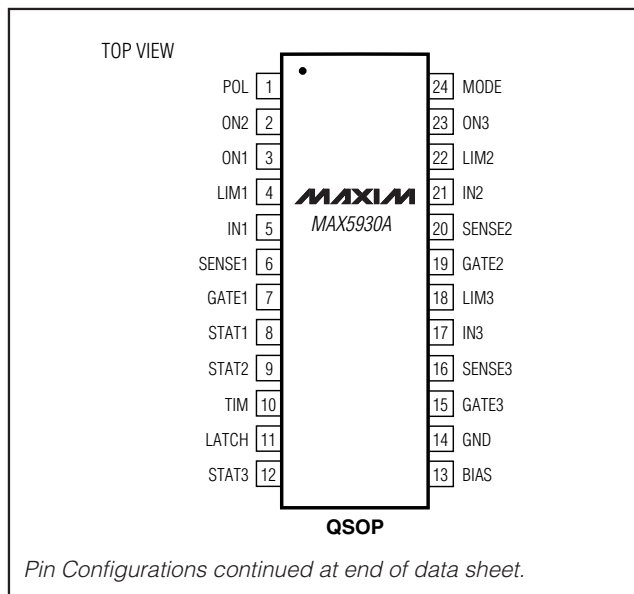 TOP VIEW
POL 1 24 MODE
ON2 2 23 ON3
ON1 3 22 LIM2
LIM1 4 MAXIM 21 IN2
IN1 5 MAX5930A 20 SENSE2
SENSE1 6 19 GATE2
GATE1 7 18 LIM3
STAT1 8 17 IN3
STAT2 9 16 SENSE3
TIM 10 15 GATE3
LATCH 11 14 GND
STAT3 12 13 BIAS
QSOP
Pin Configurations continued at end of data sheet.